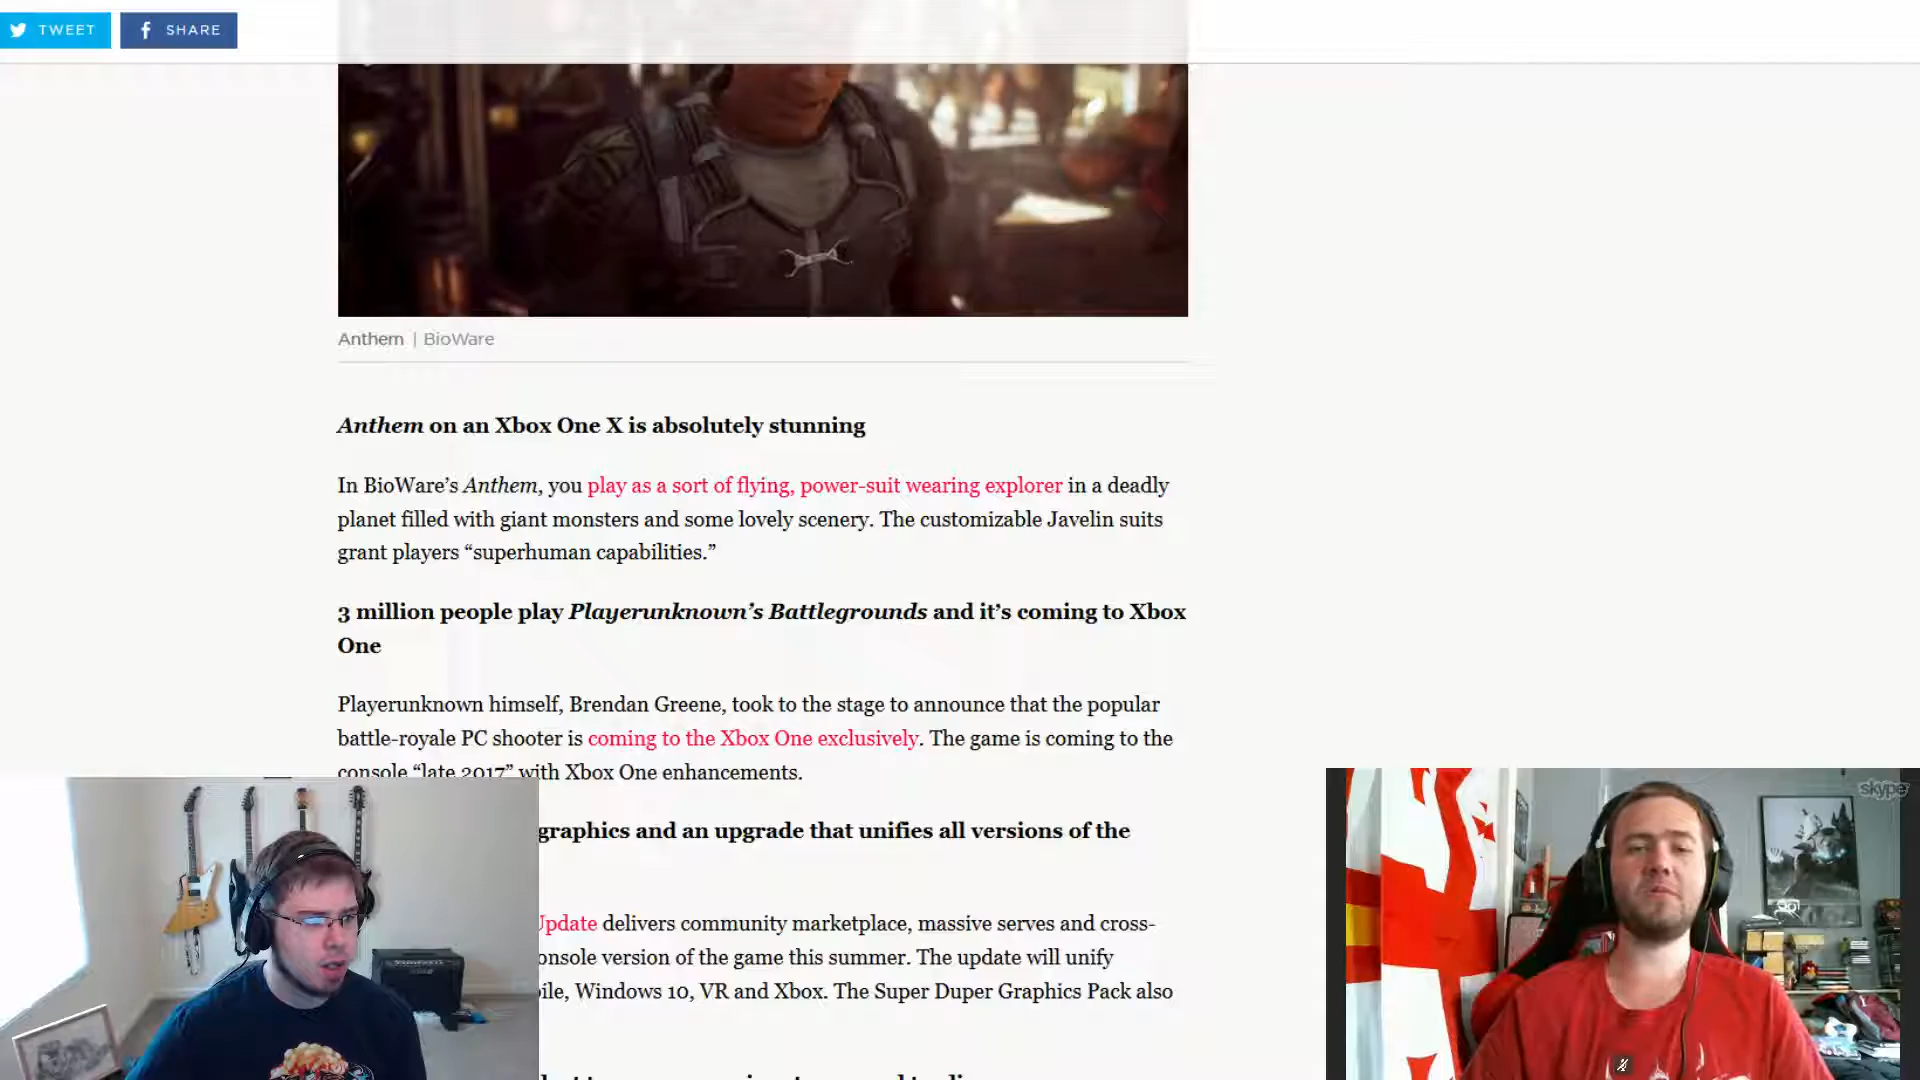 TWEET
SHARE
Anthem | BioWare
Anthem on an Xbox One X is absolutely stunning
In BioWare’s Anthem, you play as a sort of flying, power-suit wearing explorer in a deadly
planet filled with giant monsters and some lovely scenery. The customizable Javelin suits
grant players “superhuman capabilities.”
3 million people play Playerunknown’s Battlegrounds and it’s coming to Xbox
One
Playerunknown himself, Brendan Greene, took to the stage to announce that the popular
battle-royale PC shooter is coming to the Xbox One exclusively. The game is coming to the
console “late 2017” with Xbox One enhancements.
skype
graphics and an upgrade that unifies all versions of the
Update delivers community marketplace, massive serves and cross-
onsole version of the game this summer. The update will unify
ile, Windows 10, VR and Xbox. The Super Duper Graphics Pack also